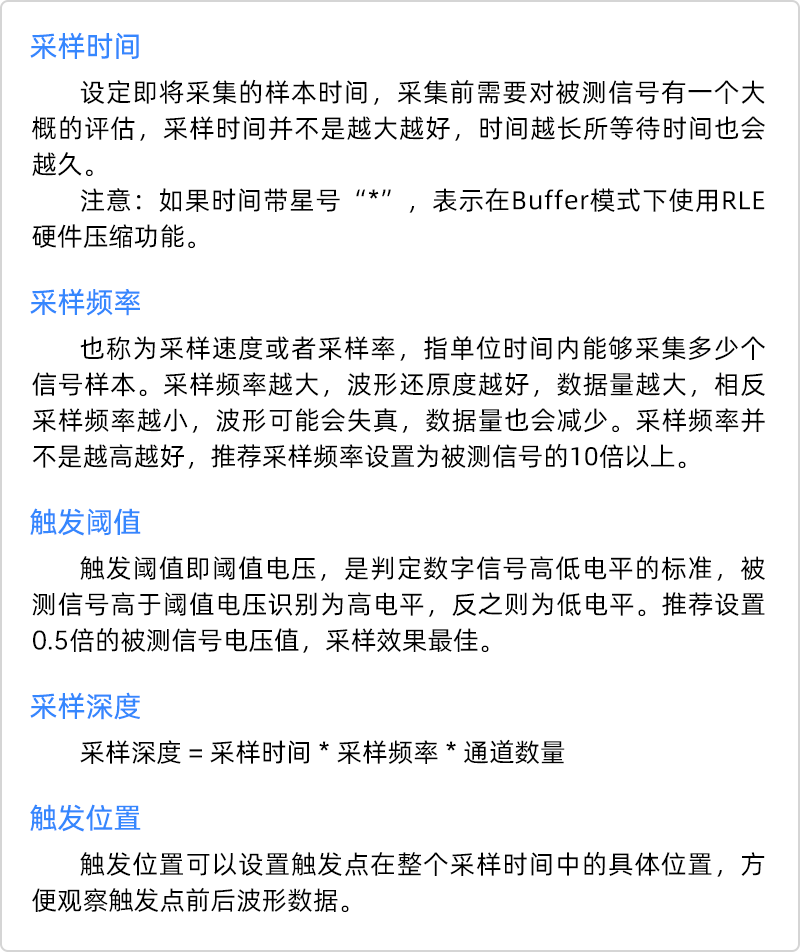 采样时间
设定即将采集的样本时间，采集前需要对被测信号有一个大
概的评估，采样时间并不是越大越好，时间越长所等待时间也会
越久。
注意：如果时间带星号“*”，表示在Buffer模式下使用RLE
硬件压缩功能。
采样频率
也称为采样速度或者采样率，指单位时间内能够采集多少个
信号样本。采样频率越大，波形还原度越好，数据量越大，相反
采样频率越小，波形可能会失真，数据量也会减少。采样频率并
不是越高越好，推荐采样频率设置为被测信号的10倍以上。
触发阈值
触发阈值即阈值电压，是判定数字信号高低电平的标准，被
测信号高于阈值电压识别为高电平，反之则为低电平。推荐设置
0.5倍的被测信号电压值，采样效果最佳。
采样深度
采样深度 = 采样时间 * 采样频率 * 通道数量
触发位置
触发位置可以设置触发点在整个采样时间中的具体位置，方
便观察触发点前后波形数据。